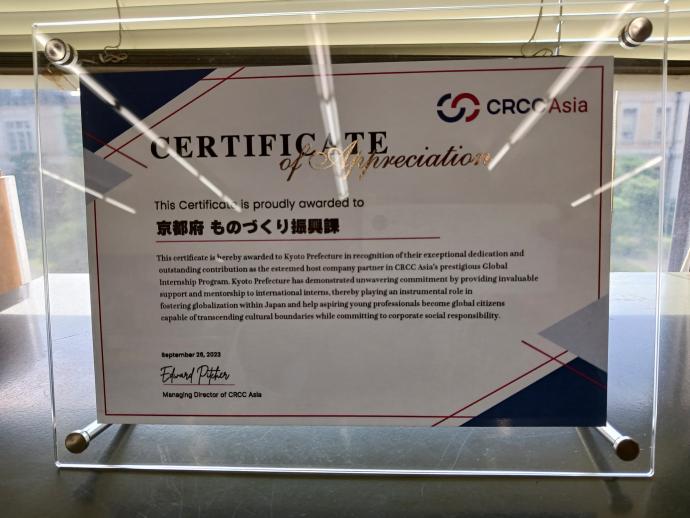 CRCC Asia
CERTIFICATE
of Appreciation
This Certificate is proudly awarded to
京都府 ものづくり振興課
This certificate is hereby awarded to Kyoto Prefecture in recognition of their exceptional dedication and
outstanding contribution as the esteemed host company partner in CRCC Asia's prestigious Global
Internship Program. Kyoto Prefecture has demonstrated unwavering commitment by providing invaluable
support and mentorship to international interns, thereby playing an instrumental role in
fostering globalization within Japan and help aspiring young professionals become global citizens
capable of transcending cultural boundaries while committing to corporate social responsibility.
September 26, 2023
Edward Pitcher
Managing Director of CRCC Asia